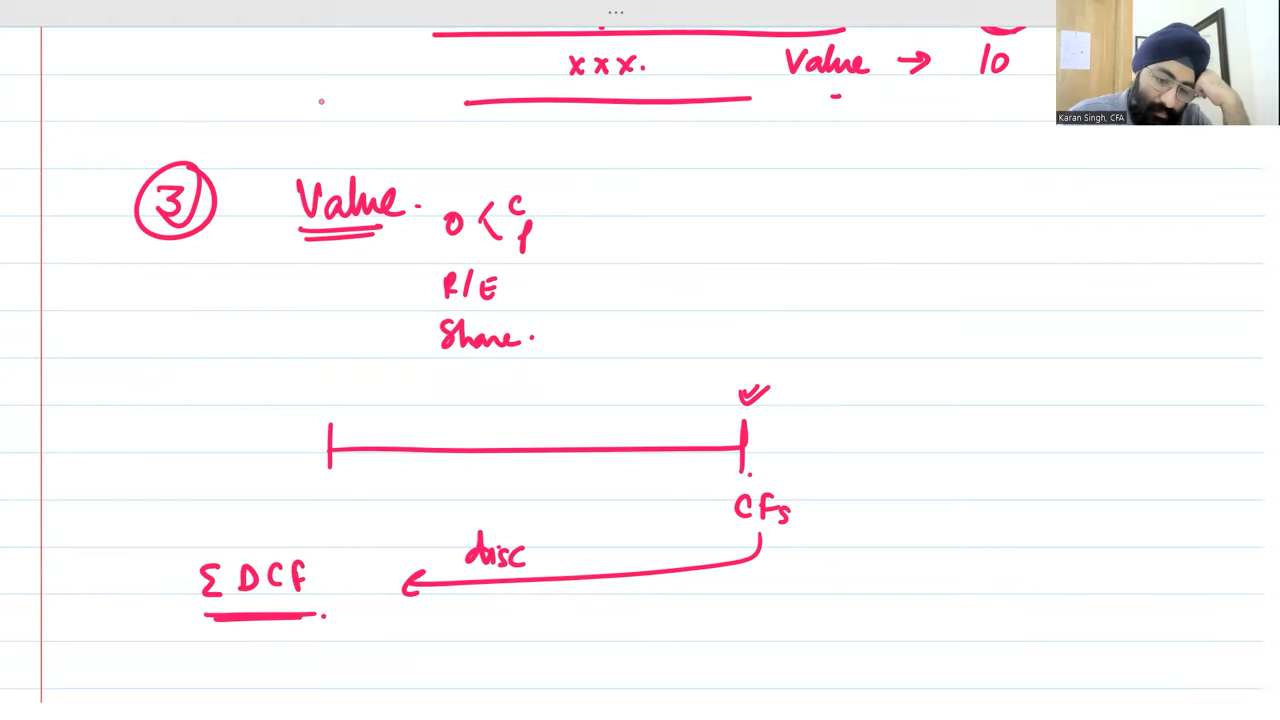 xxx. Value → 10
Karan Singh, CFA
3 Value.
O < C P
R/E
Share.
CFs
disc
Σ DCF